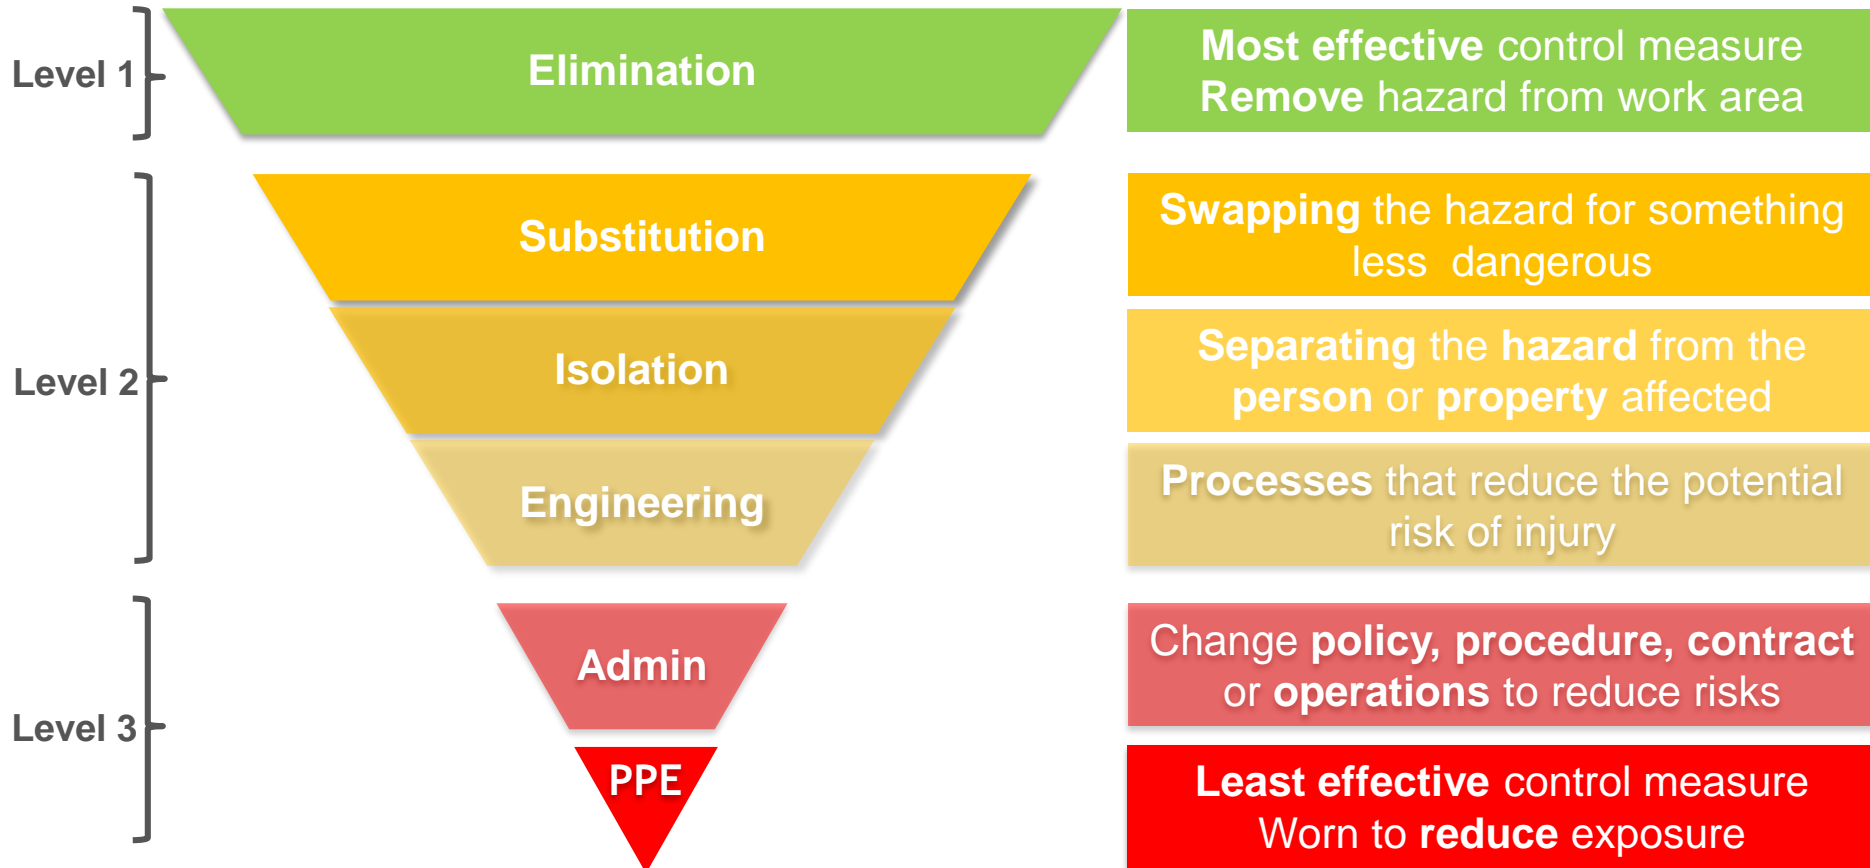 Level 1
Elimination
Most effective control measure
Remove hazard from work area
Level 2
Substitution
Swapping the hazard for something
less dangerous
Isolation
Separating the hazard from the
person or property affected
Engineering
Processes that reduce the potential
risk of injury
Level 3
Admin
Change policy, procedure, contract
or operations to reduce risks
PPE
Least effective control measure
Worn to reduce exposure